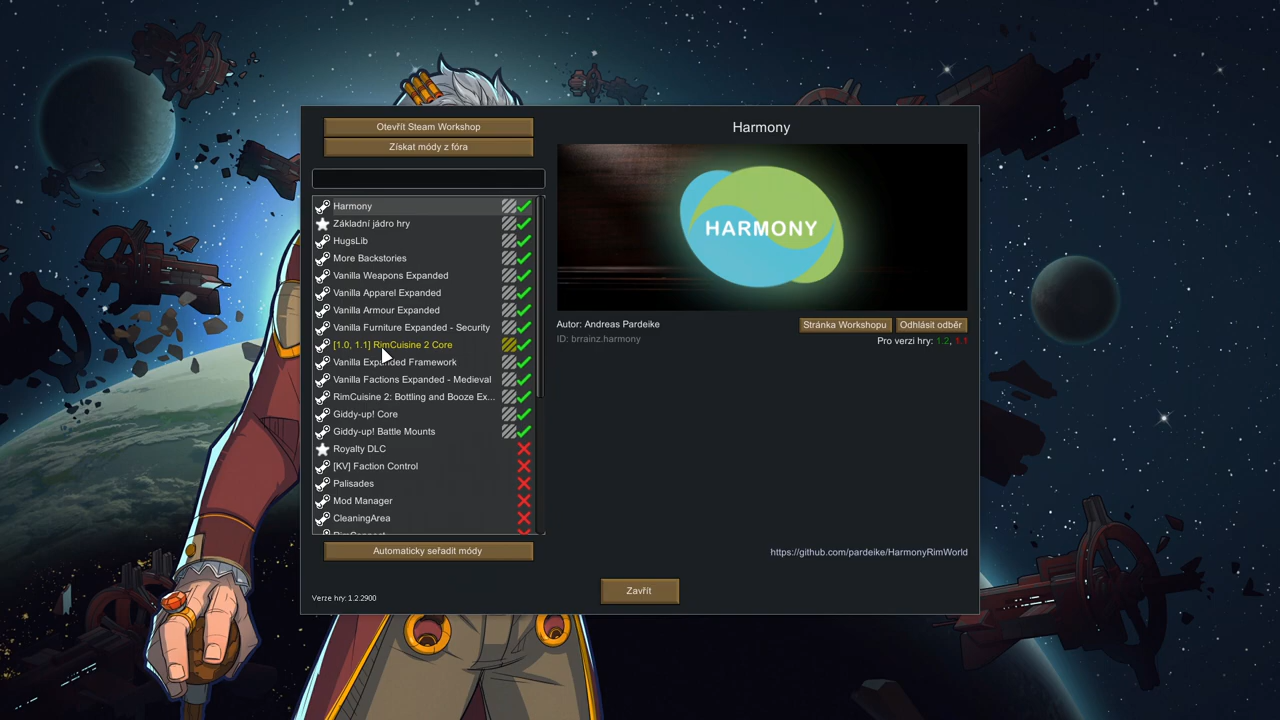 Otevřít Steam Workshop
Získat módy z fóra
Harmony
Základní jádro hry
HugsLib
More Backstories
Vanilla Weapons Expanded
Vanilla Apparel Expanded
Vanilla Armour Expanded
Vanilla Furniture Expanded - Security
[1.0, 1.1] RimCuisine 2 Core
Vanilla Expanded Framework
Vanilla Factions Expanded - Medieval
RimCuisine 2: Bottling and Booze Ex...
Giddy-up! Core
Giddy-up! Battle Mounts
Royalty DLC
[KV] Faction Control
Palisades
Mod Manager
CleaningArea
Automaticky seřadit módy
Verze hry: 1.2.2900
Harmony
HARMONY
Autor: Andreas Pardeike
Stránka Workshopu
Odhlásit odběr
ID: brrainz.harmony
Pro verzi hry: 1.2, 1.1
https://github.com/pardeike/HarmonyRimWorld
Zavřít